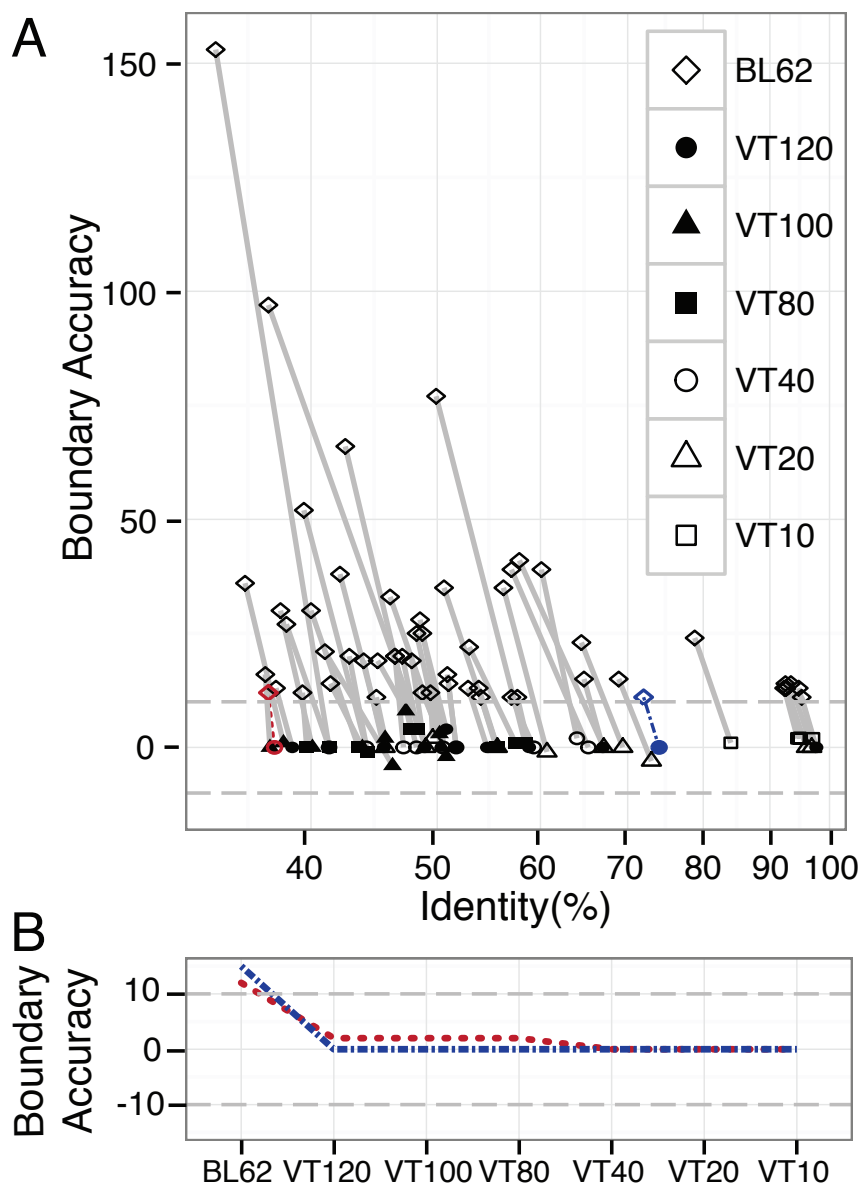 A
Boundary Accuracy
150
100
50
0
BL62
VT120
VT100
VT80
VT40
VT20
VT10
40 50 60 70 80 90 100
Identity(%)
B
Boundary
Accuracy
10
0
-10
BL62 VT120 VT100 VT80 VT40 VT20 VT10